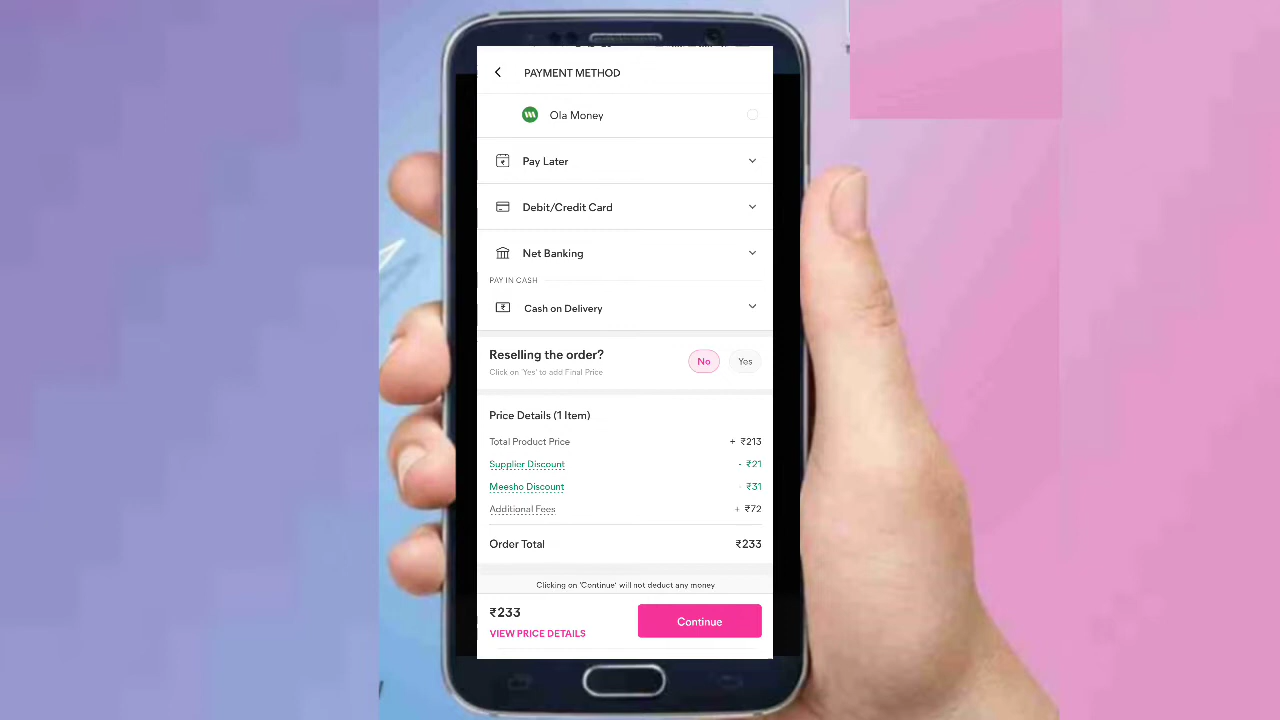 PAYMENT METHOD
Ola Money
Pay Later
Debit/Credit Card
Net Banking
PAY IN CASH
Cash on Delivery
Reselling the order?
No Yes
Click on 'Yes' to add Final Price
Price Details (1 Item)
Total Product Price + ₹213
Supplier Discount - ₹21
Meesho Discount - ₹31
Additional Fees + ₹72
Order Total ₹233
Clicking on 'Continue' will not deduct any money
₹233
Continue
VIEW PRICE DETAILS